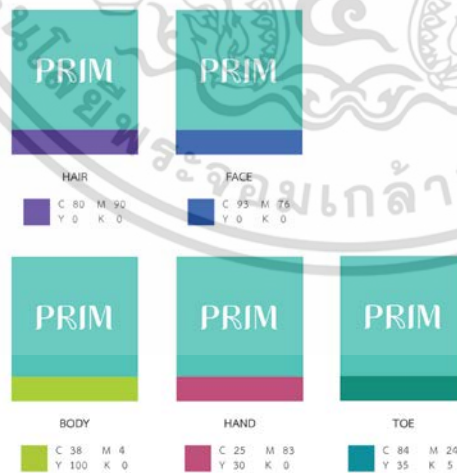 PRIM
PRIM
HAIR
FACE
C 80 M 90
Y 0 K 0
C 93 M 76
Y 0 K 0
PRIM
PRIM
PRIM
BODY
HAND
TOE
C 38 M 4
Y 100 K 0
C 25 M 83
Y 30 K 0
C 84 M 24
Y 35 K 5